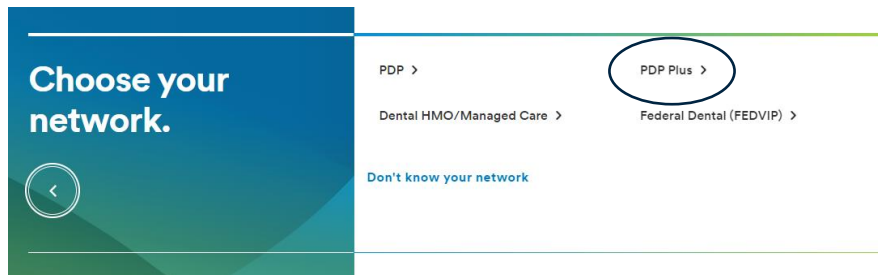 Choose your
network.
PDP >
PDP Plus >
Dental HMO/Managed Care >
Federal Dental (FEDVIP) >
Don't know your network